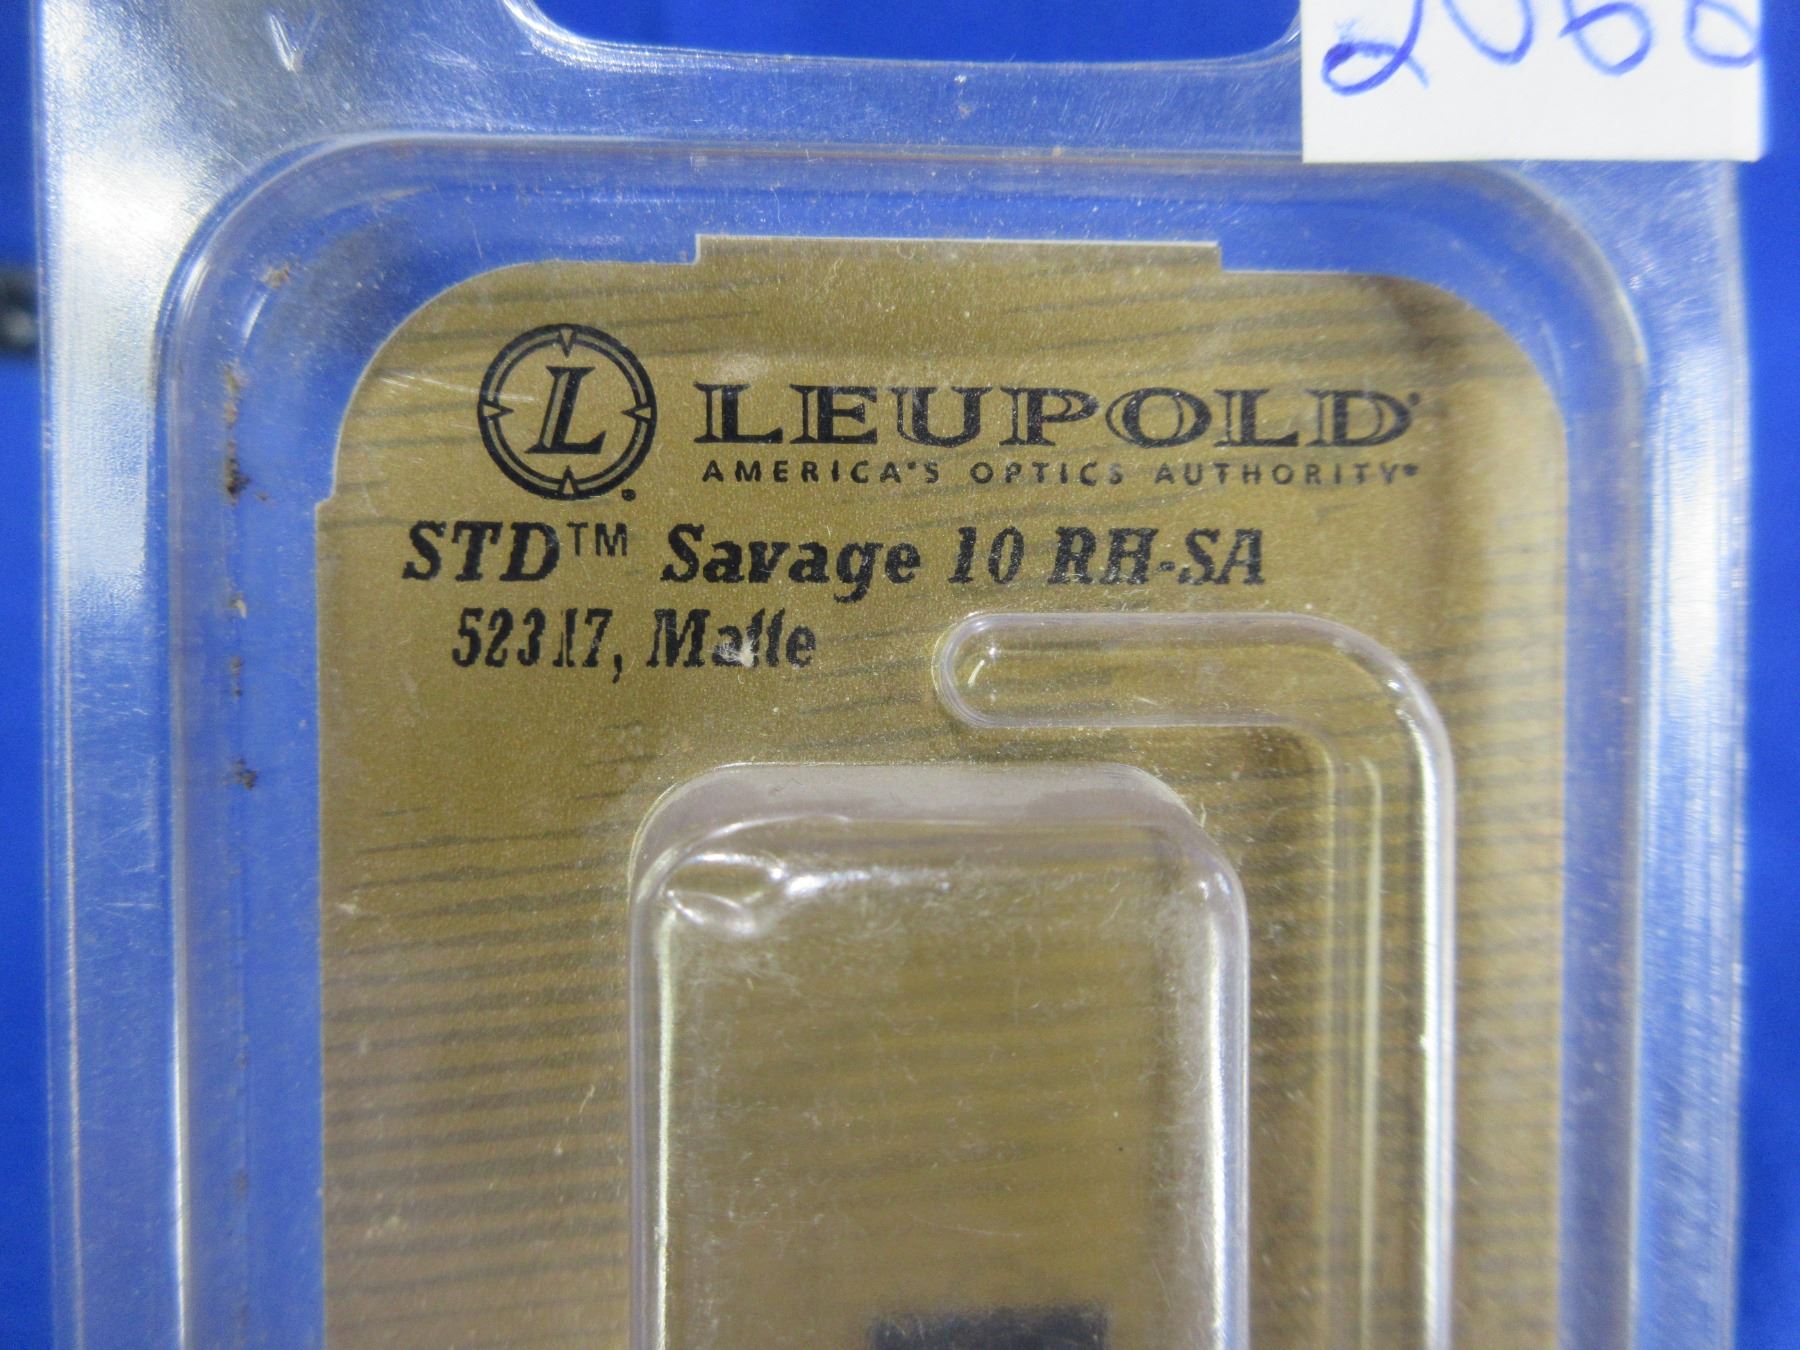 L
LEUPOLD®
AMERICA'S OPTICS AUTHORITY®
STD™ Savage 10 RH-SA
52317, Matte